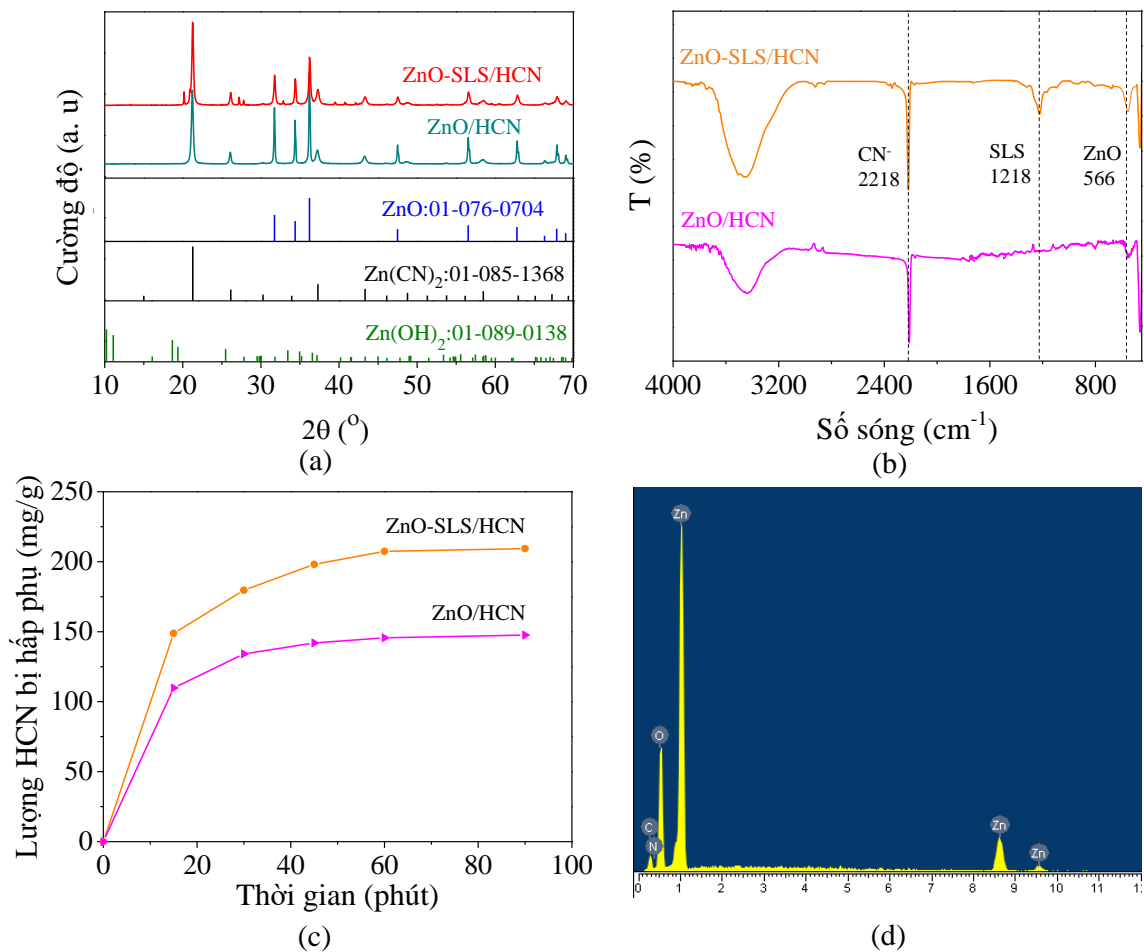 ZnO-SLS/HCN
ZnO/HCN
ZnO:01-076-0704
Zn(CN)2:01-085-1368
Zn(OH)2:01-089-0138
Cường độ (a. u)
10 20 30 40 50 60 70
2θ (o)
(a)
ZnO-SLS/HCN
CN-
2218
SLS
1218
ZnO
566
ZnO/HCN
T (%)
4000 3200 2400 1600 800
Số sóng (cm-1)
(b)
250
200
150
100
50
0
ZnO-SLS/HCN
ZnO/HCN
Lượng HCN bị hấp phụ (mg/g)
0 20 40 60 80 100
Thời gian (phút)
(c)
Zn
O
C
N
Zn
Zn
0 1 2 3 4 5 6 7 8 9 10 11
(d)